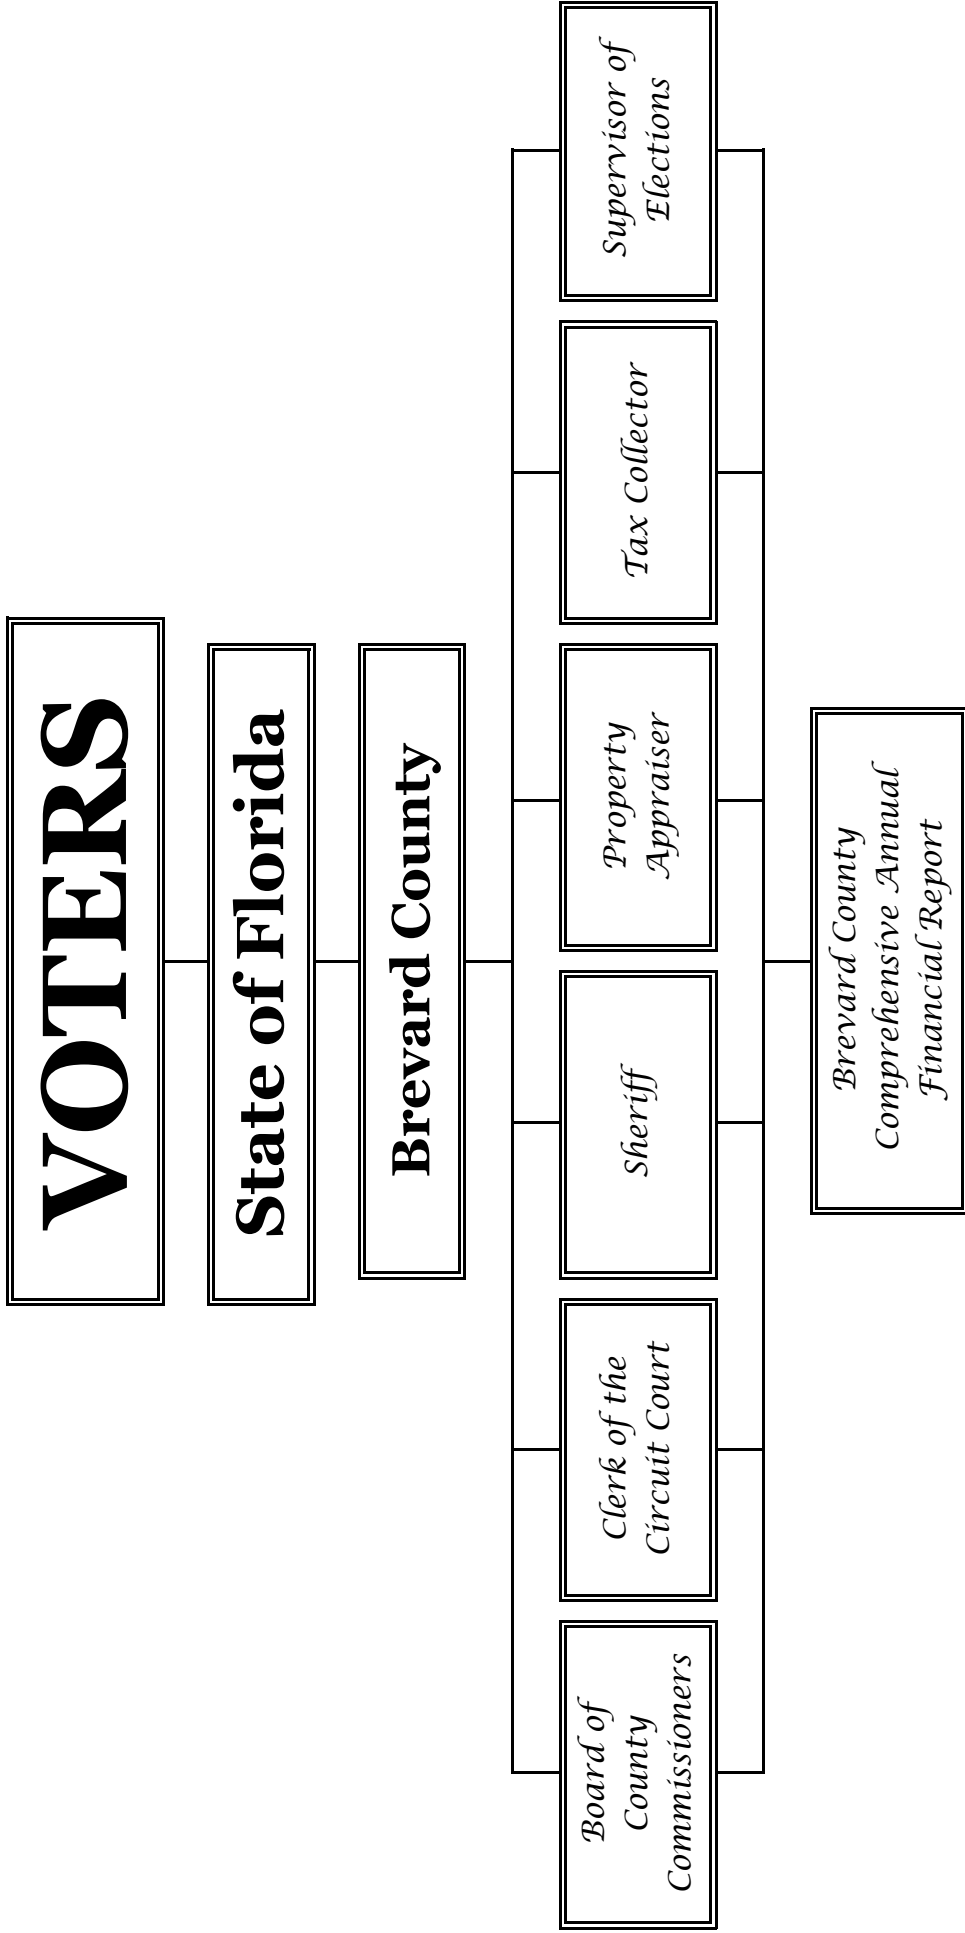 VOTERS
State of Florida
Brevard County
Board of
County
Commissioners
Clerk of the
Circuit Court
Sheriff
Property
Appraiser
Tax Collector
Supervisor of
Elections
Brevard County
Comprehensive Annual
Financial Report